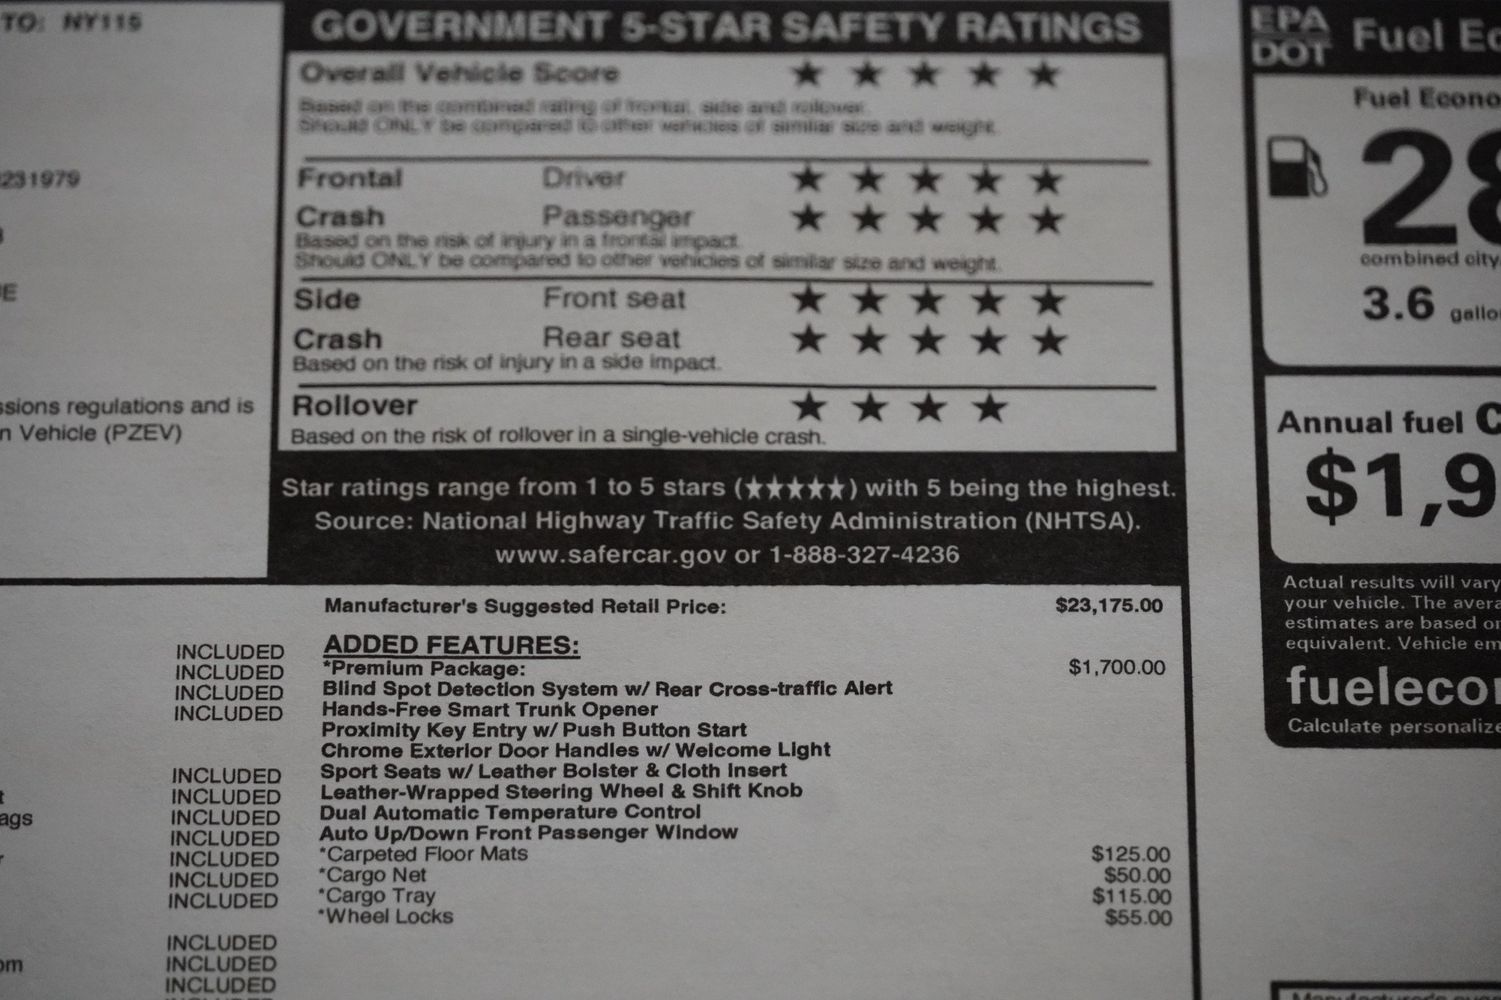 TO: NY115
231979
E
ssions regulations and is
n Vehicle (PZEV)
GOVERNMENT 5-STAR SAFETY RATINGS
Overall Vehicle Score ★ ★ ★ ★ ★
Based on the combined rating of frontal, side and rollover.
Should ONLY be compared to other vehicles of similar size and weight.
Frontal Driver ★ ★ ★ ★ ★
Crash Passenger ★ ★ ★ ★ ★
Based on the risk of injury in a frontal impact.
Should ONLY be compared to other vehicles of similar size and weight.
Side Front seat ★ ★ ★ ★ ★
Crash Rear seat ★ ★ ★ ★ ★
Based on the risk of injury in a side impact.
Rollover ★ ★ ★ ★
Based on the risk of rollover in a single-vehicle crash.
Star ratings range from 1 to 5 stars (★★★★★) with 5 being the highest.
Source: National Highway Traffic Safety Administration (NHTSA).
www.safercar.gov or 1-888-327-4236
EPA
DOT
Fuel Ec
Fuel Econo
28
combined city
3.6 gallo
Annual fuel C
$1,9
Actual results will vary
your vehicle. The avera
estimates are based on
equivalent. Vehicle em
fuelecon
Calculate personalize
Manufacturer's Suggested Retail Price: $23,175.00
ADDED FEATURES:
*Premium Package: $1,700.00
Blind Spot Detection System w/ Rear Cross-traffic Alert
Hands-Free Smart Trunk Opener
Proximity Key Entry w/ Push Button Start
Chrome Exterior Door Handles w/ Welcome Light
Sport Seats w/ Leather Bolster & Cloth Insert
Leather-Wrapped Steering Wheel & Shift Knob
Dual Automatic Temperature Control
Auto Up/Down Front Passenger Window
*Carpeted Floor Mats $125.00
*Cargo Net $50.00
*Cargo Tray $115.00
*Wheel Locks $55.00
INCLUDED
INCLUDED
INCLUDED
INCLUDED
INCLUDED
t INCLUDED
ags INCLUDED
INCLUDED
r INCLUDED
INCLUDED
INCLUDED
INCLUDED
om INCLUDED
INCLUDED